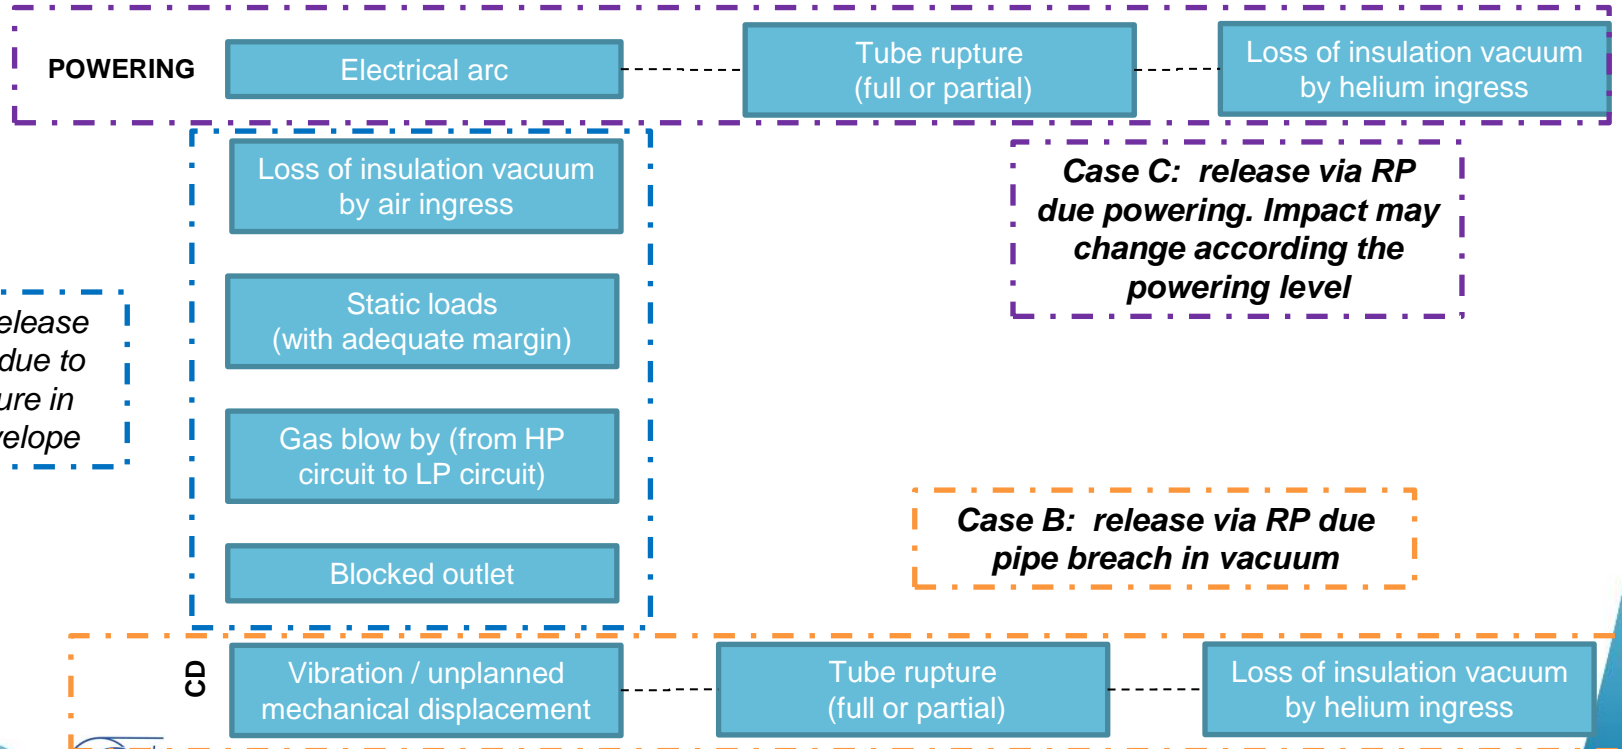 POWERING
Electrical arc
Tube rupture
(full or partial)
Loss of insulation vacuum
by helium ingress
Loss of insulation vacuum
by air ingress
Case C: release via RP
due powering. Impact may
change according the
powering level
Static loads
(with adequate margin)
elease
due to
ure in
velope
Gas blow by (from HP
circuit to LP circuit)
Case B: release via RP due
pipe breach in vacuum
Blocked outlet
CD
Vibration / unplanned
mechanical displacement
Tube rupture
(full or partial)
Loss of insulation vacuum
by helium ingress